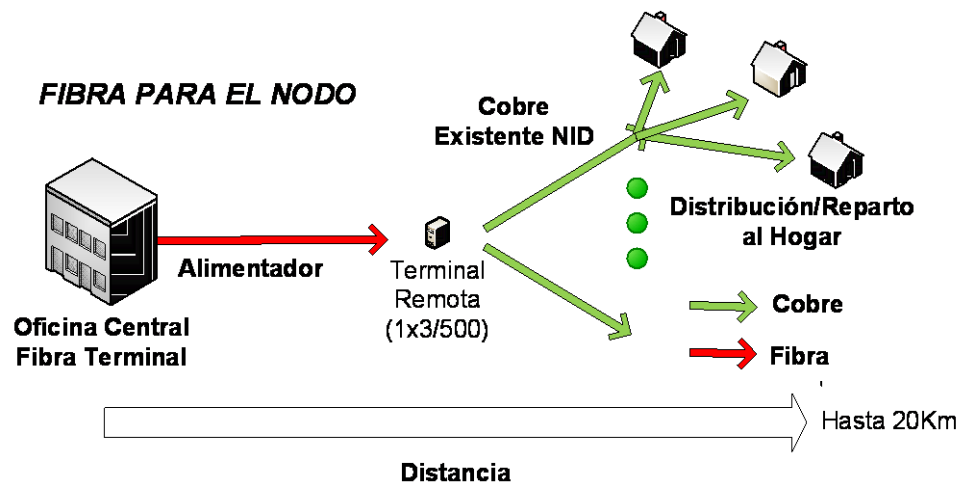 FIBRA PARA EL NODO
Cobre
Existente NID
Distribución/Reparto
al Hogar
Alimentador
Terminal
Remota
(1x3/500)
Oficina Central
Fibra Terminal
Cobre
Fibra
Hasta 20Km
Distancia